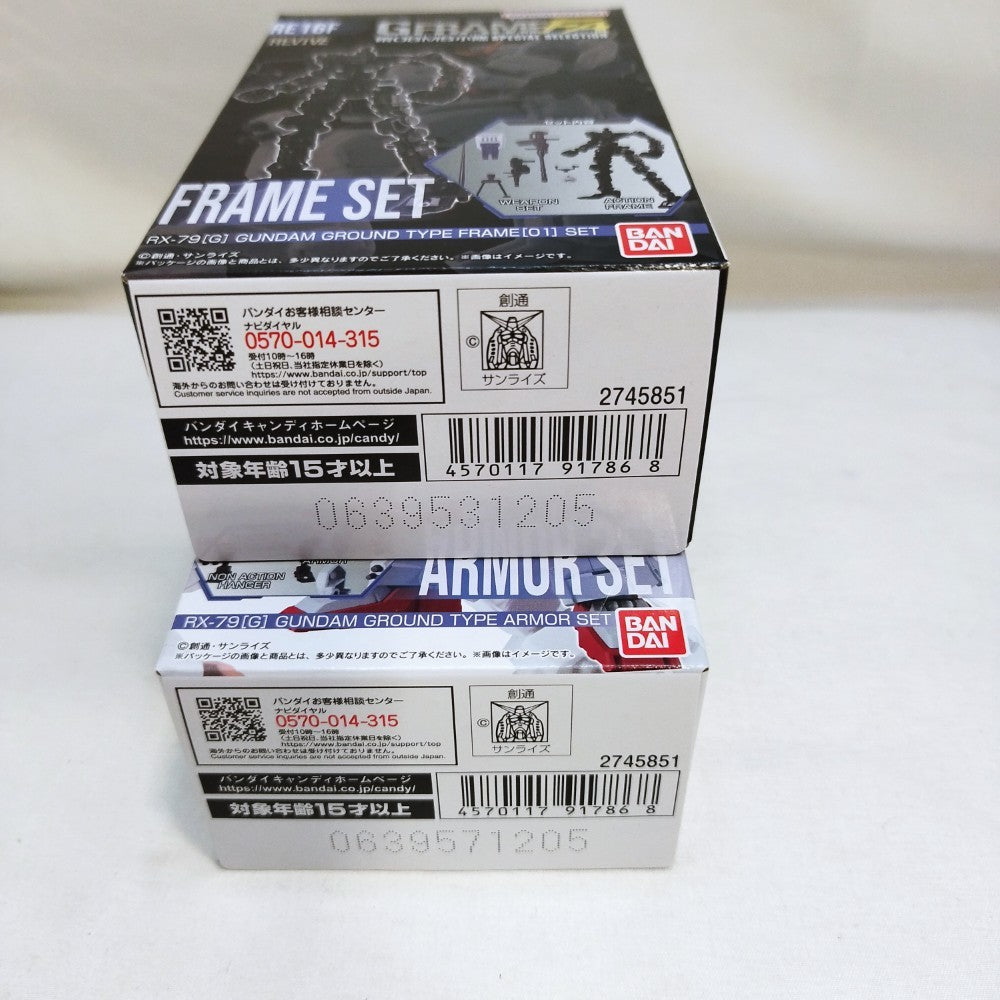 RE16F
REVIVE
GFRAME FA
SPECIAL SELECTION
セット内容
WEAPON
SET
ACTION
FRAME
FRAME SET
RX-79[G] GUNDAM GROUND TYPE FRAME[01] SET
BAN
DAI
©創通・サンライズ
※パッケージの画像と商品とは、多少異なりますのでご了承ください。※画像はイメージです。
バンダイお客様相談センター
ナビダイヤル
0570-014-315
受付10時～16時
(土日祝日、当社指定休業日を除く)
https://www.bandai.co.jp/support/top
海外からのお問い合わせは受け付けておりません。
Customer service inquiries are not accepted from outside Japan.
創通
©
サンライズ
2745851
バンダイキャンディホームページ
https://www.bandai.co.jp/candy/
対象年齢15才以上
4570117 91786 8
0639531205
NON ACTION
HANGER
ARMOR
ARMOR SET
RX-79[G] GUNDAM GROUND TYPE ARMOR SET
BAN
DAI
©創通・サンライズ
※パッケージの画像と商品とは、多少異なりますのでご了承ください。※画像はイメージです。
バンダイお客様相談センター
ナビダイヤル
0570-014-315
受付10時～16時
(土日祝日、当社指定休業日を除く)
https://www.bandai.co.jp/support/top
海外からのお問い合わせは受け付けておりません。
Customer service inquiries are not accepted from outside Japan.
創通
©
サンライズ
2745851
バンダイキャンディホームページ
https://www.bandai.co.jp/candy/
対象年齢15才以上
4570117 91786 8
0639571205